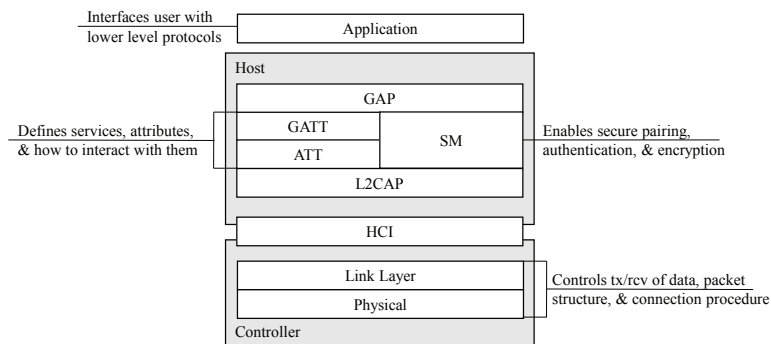 Interfaces user with
lower level protocols
Application
Host
GAP
GATT
ATT
SM
L2CAP
Defines services, attributes,
& how to interact with them
Enables secure pairing,
authentication, & encryption
HCI
Link Layer
Physical
Controls tx/rcv of data, packet
structure, & connection procedure
Controller